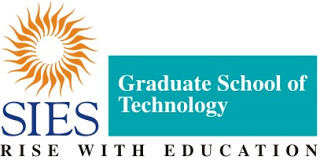 Graduate School of
Technology
SIES
RISE WITH EDUCATION